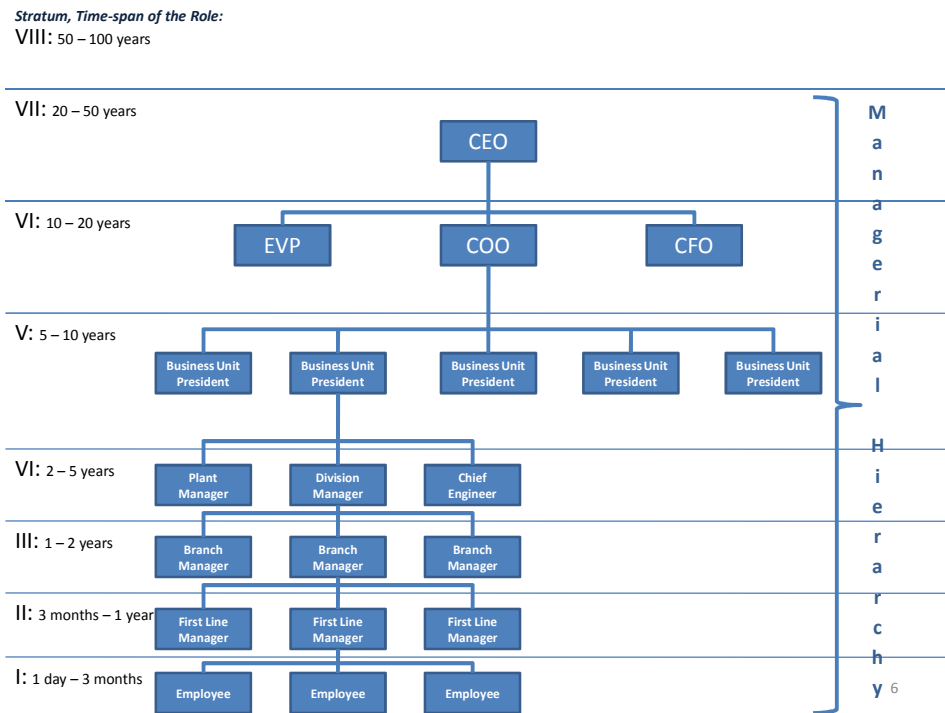 Stratum, Time-span of the Role:
VIII: 50 – 100 years
VII: 20 – 50 years
CEO
VI: 10 – 20 years
EVP
COO
CFO
V: 5 – 10 years
Business Unit
President
Business Unit
President
Business Unit
President
Business Unit
President
Business Unit
President
VI: 2 – 5 years
Plant
Manager
Division
Manager
Chief
Engineer
III: 1 – 2 years
Branch
Manager
Branch
Manager
Branch
Manager
II: 3 months – 1 year
First Line
Manager
First Line
Manager
First Line
Manager
I: 1 day – 3 months
Employee
Employee
Employee
Managerial Hierarchy
6